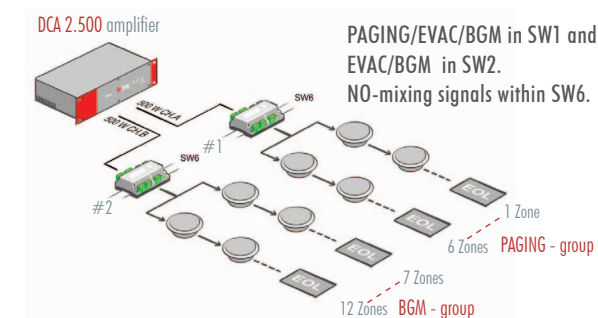 DCA 2.500 amplifier
PAGING/EVAC/BGM in SW1 and
EVAC/BGM in SW2.
NO-mixing signals within SW6.
500 W CH.A
500 W CH.B
SW6
#1
SW6
#2
EOL
1 Zone
EOL
6 Zones PAGING - group
EOL
7 Zones
EOL
12 Zones BGM - group